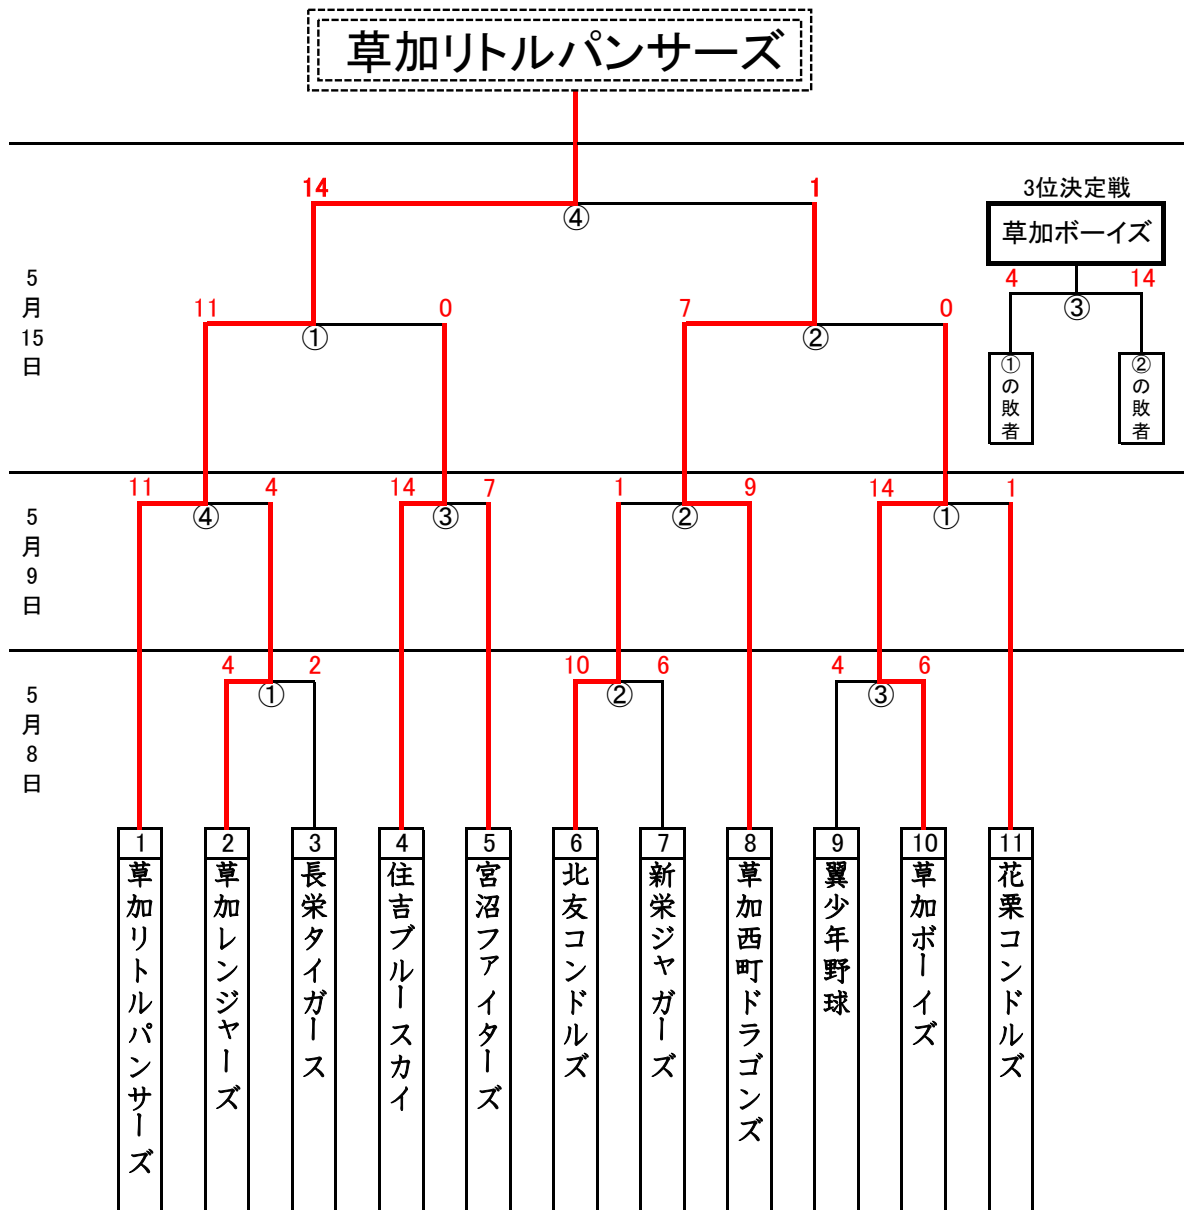 草加リトルパンサーズ
14 1
④
3位決定戦
草加ボーイズ
4 14
③
①の敗者
②の敗者
5月15日
11 0 7 0
① ②
11 4 14 7 1 9 14 1
④ ③ ② ①
5月9日
4 2 10 6 4 6
① ② ③
5月8日
1 草加リトルパンサーズ
2 草加レンジャーズ
3 長栄タイガース
4 住吉ブルースカイ
5 宮沼ファイターズ
6 北友コンドルズ
7 新栄ジャガーズ
8 草加西町ドラゴンズ
9 翼少年野球
10 草加ボーイズ
11 花栗コンドルズ